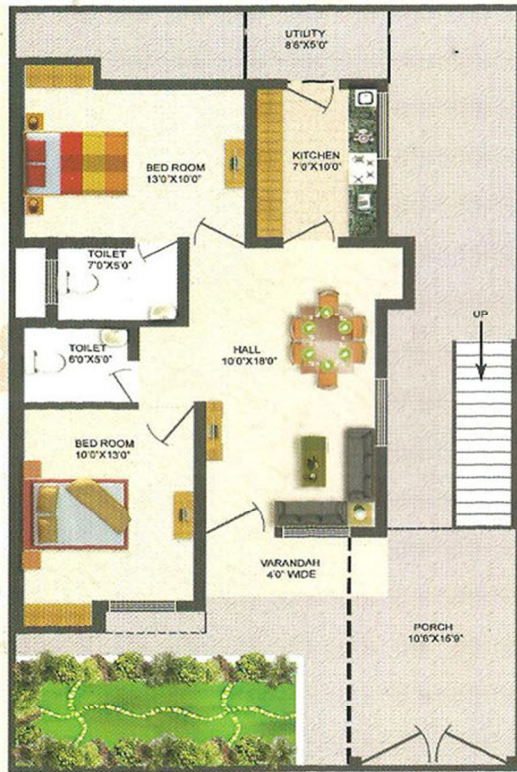 UTILITY
8'6"X5'0"
KITCHEN
7'0"X10'0"
BED ROOM
13'0"X10'0"
TOILET
7'0"X5'0"
UP
TOILET
6'0"X5'0"
HALL
10'0"X18'0"
BED ROOM
10'0"X13'0"
VARANDAH
4'0" WIDE
PORCH
10'6"X15'9"